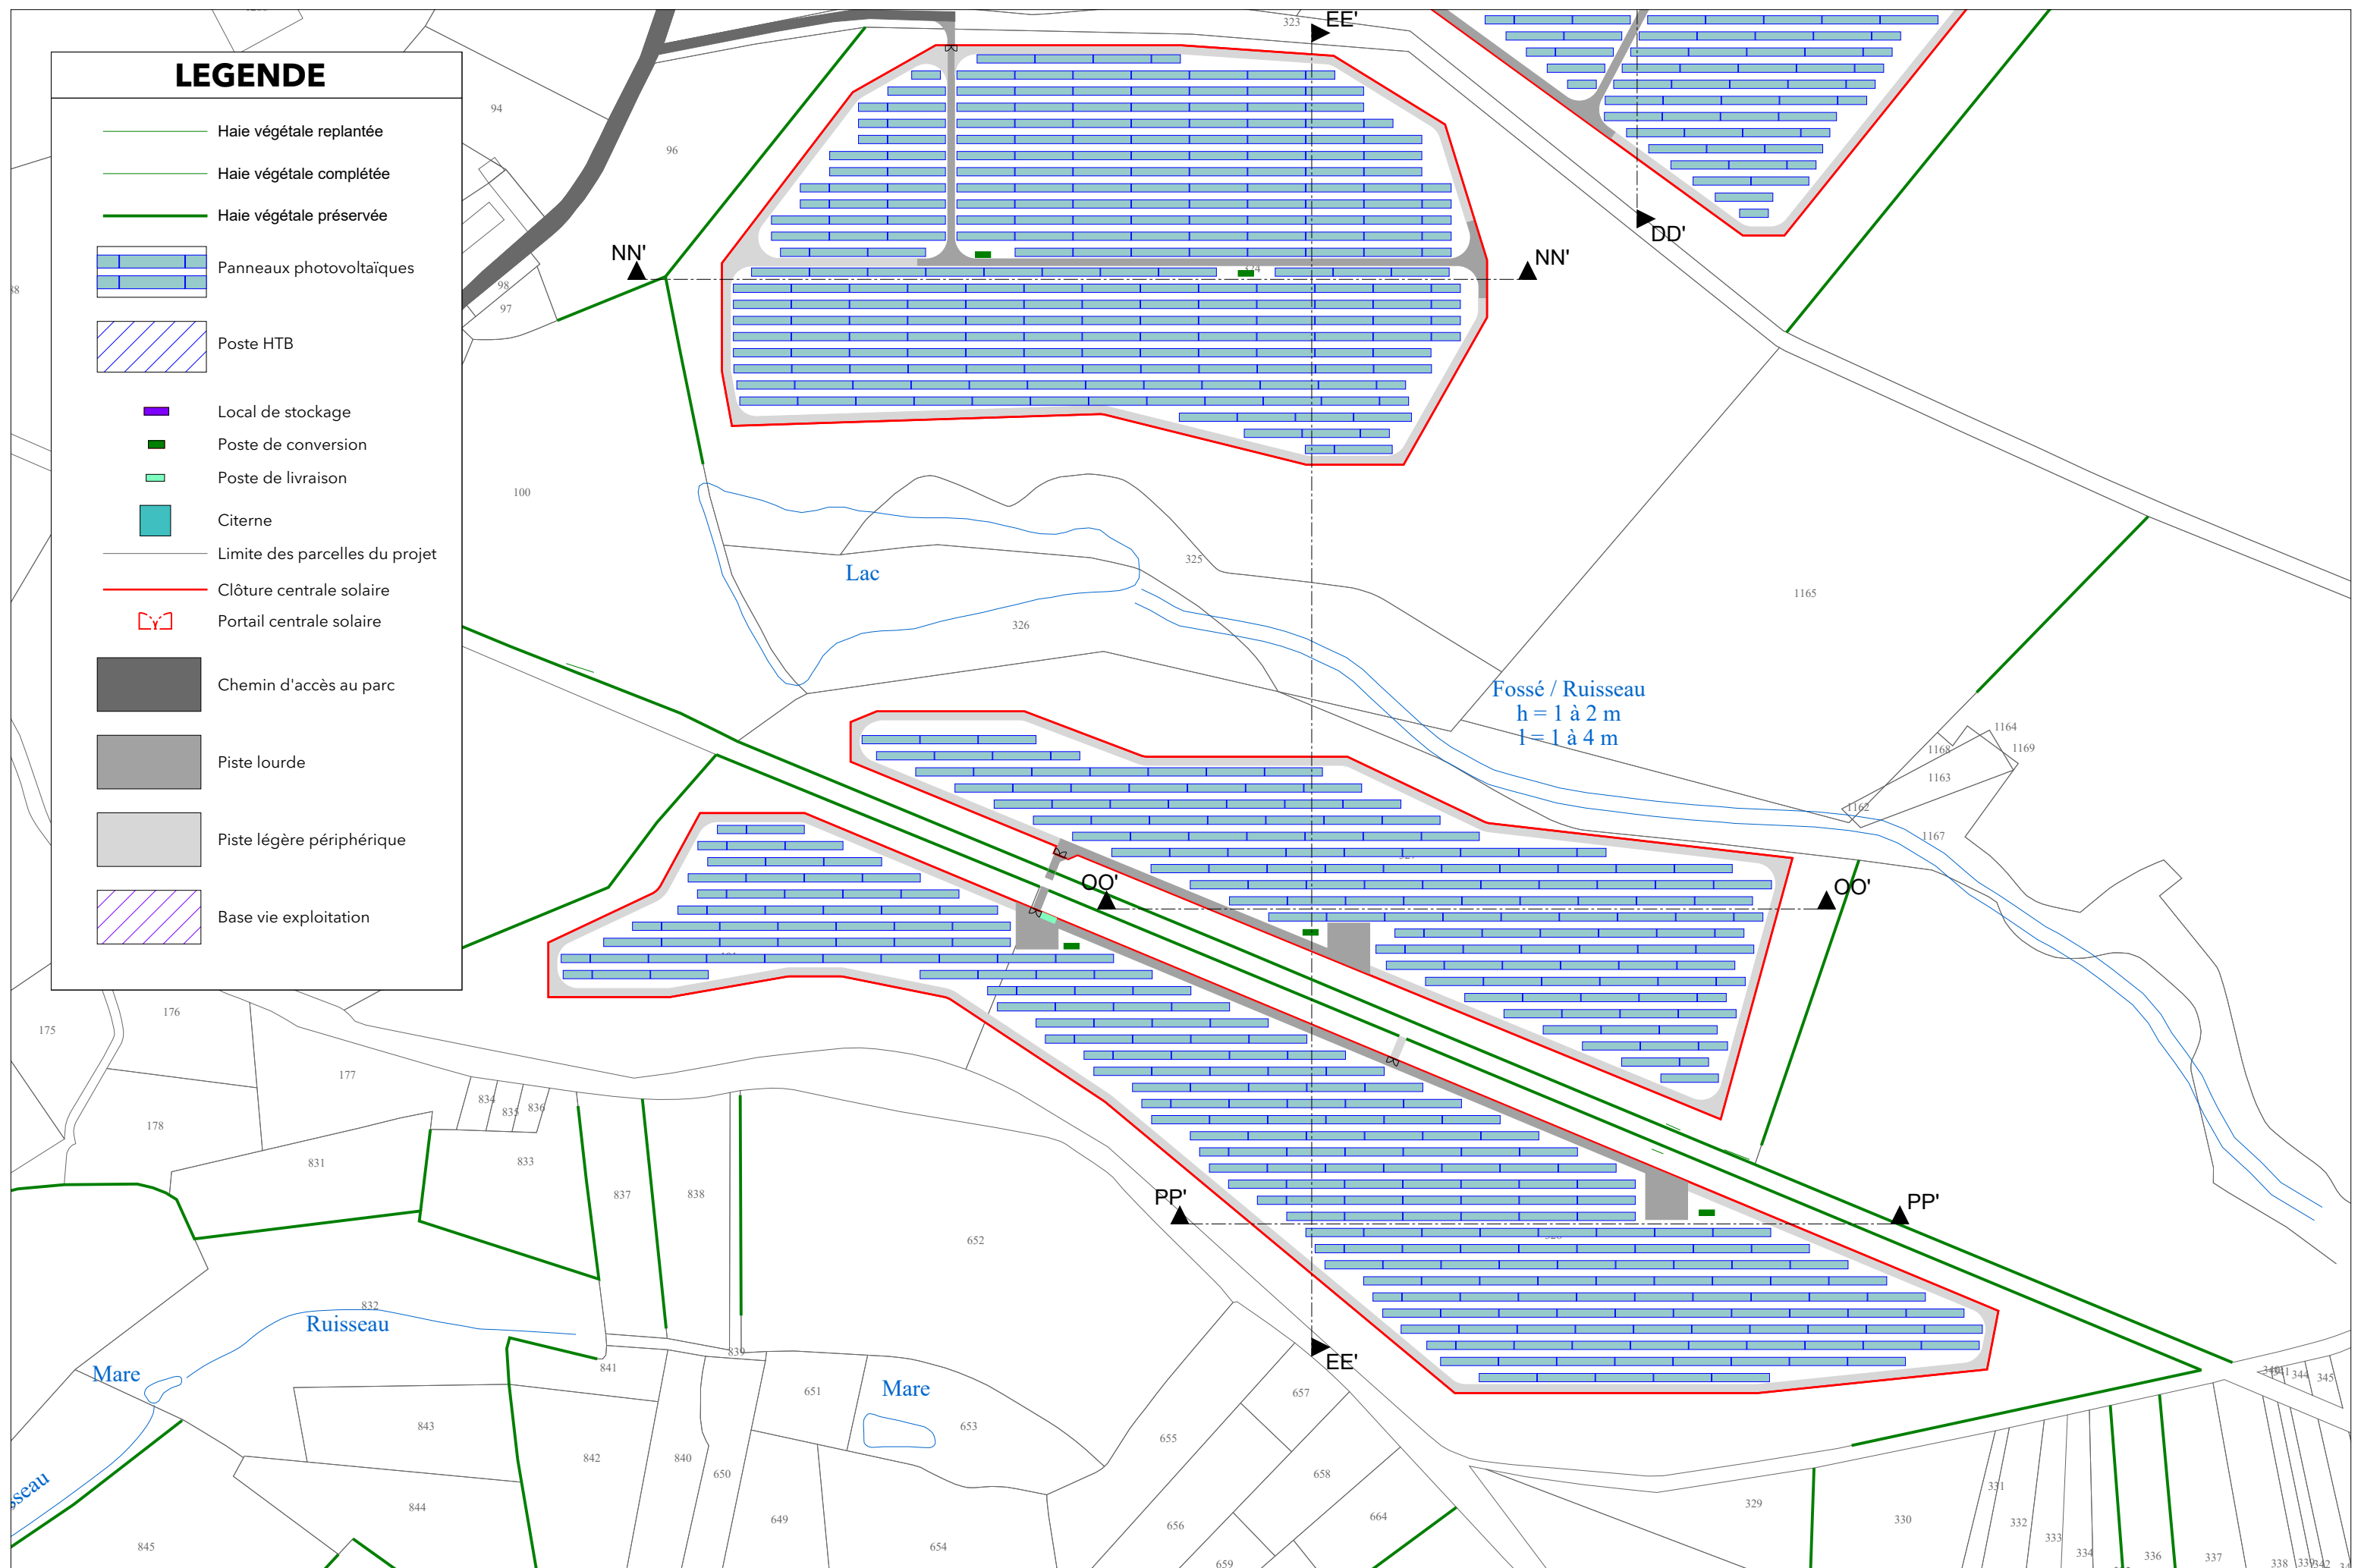 LEGENDE
Haie végétale replantée
Haie végétale complétée
Haie végétale préservée
Panneaux photovoltaïques
Poste HTB
Local de stockage
Poste de conversion
Poste de livraison
Citerne
Limite des parcelles du projet
Clôture centrale solaire
Portail centrale solaire
Chemin d'accès au parc
Piste lourde
Piste légère périphérique
Base vie exploitation
323
EE'
94
96
DD'
NN'
NN'
98
97
100
325
Lac
1165
326
Fossé / Ruisseau
h = 1 à 2 m
l = 1 à 4 m
1164
1168
1169
1163
1162
1167
OO'
OO'
175
176
177
178
834
835
836
831
833
837
838
PP'
PP'
652
832
Ruisseau
EE'
839
841
Mare
Mare
651
653
657
344
345
843
842
840
650
655
658
844
845
649
654
656
664
659
329
330
331
332
333
334
336
337
338